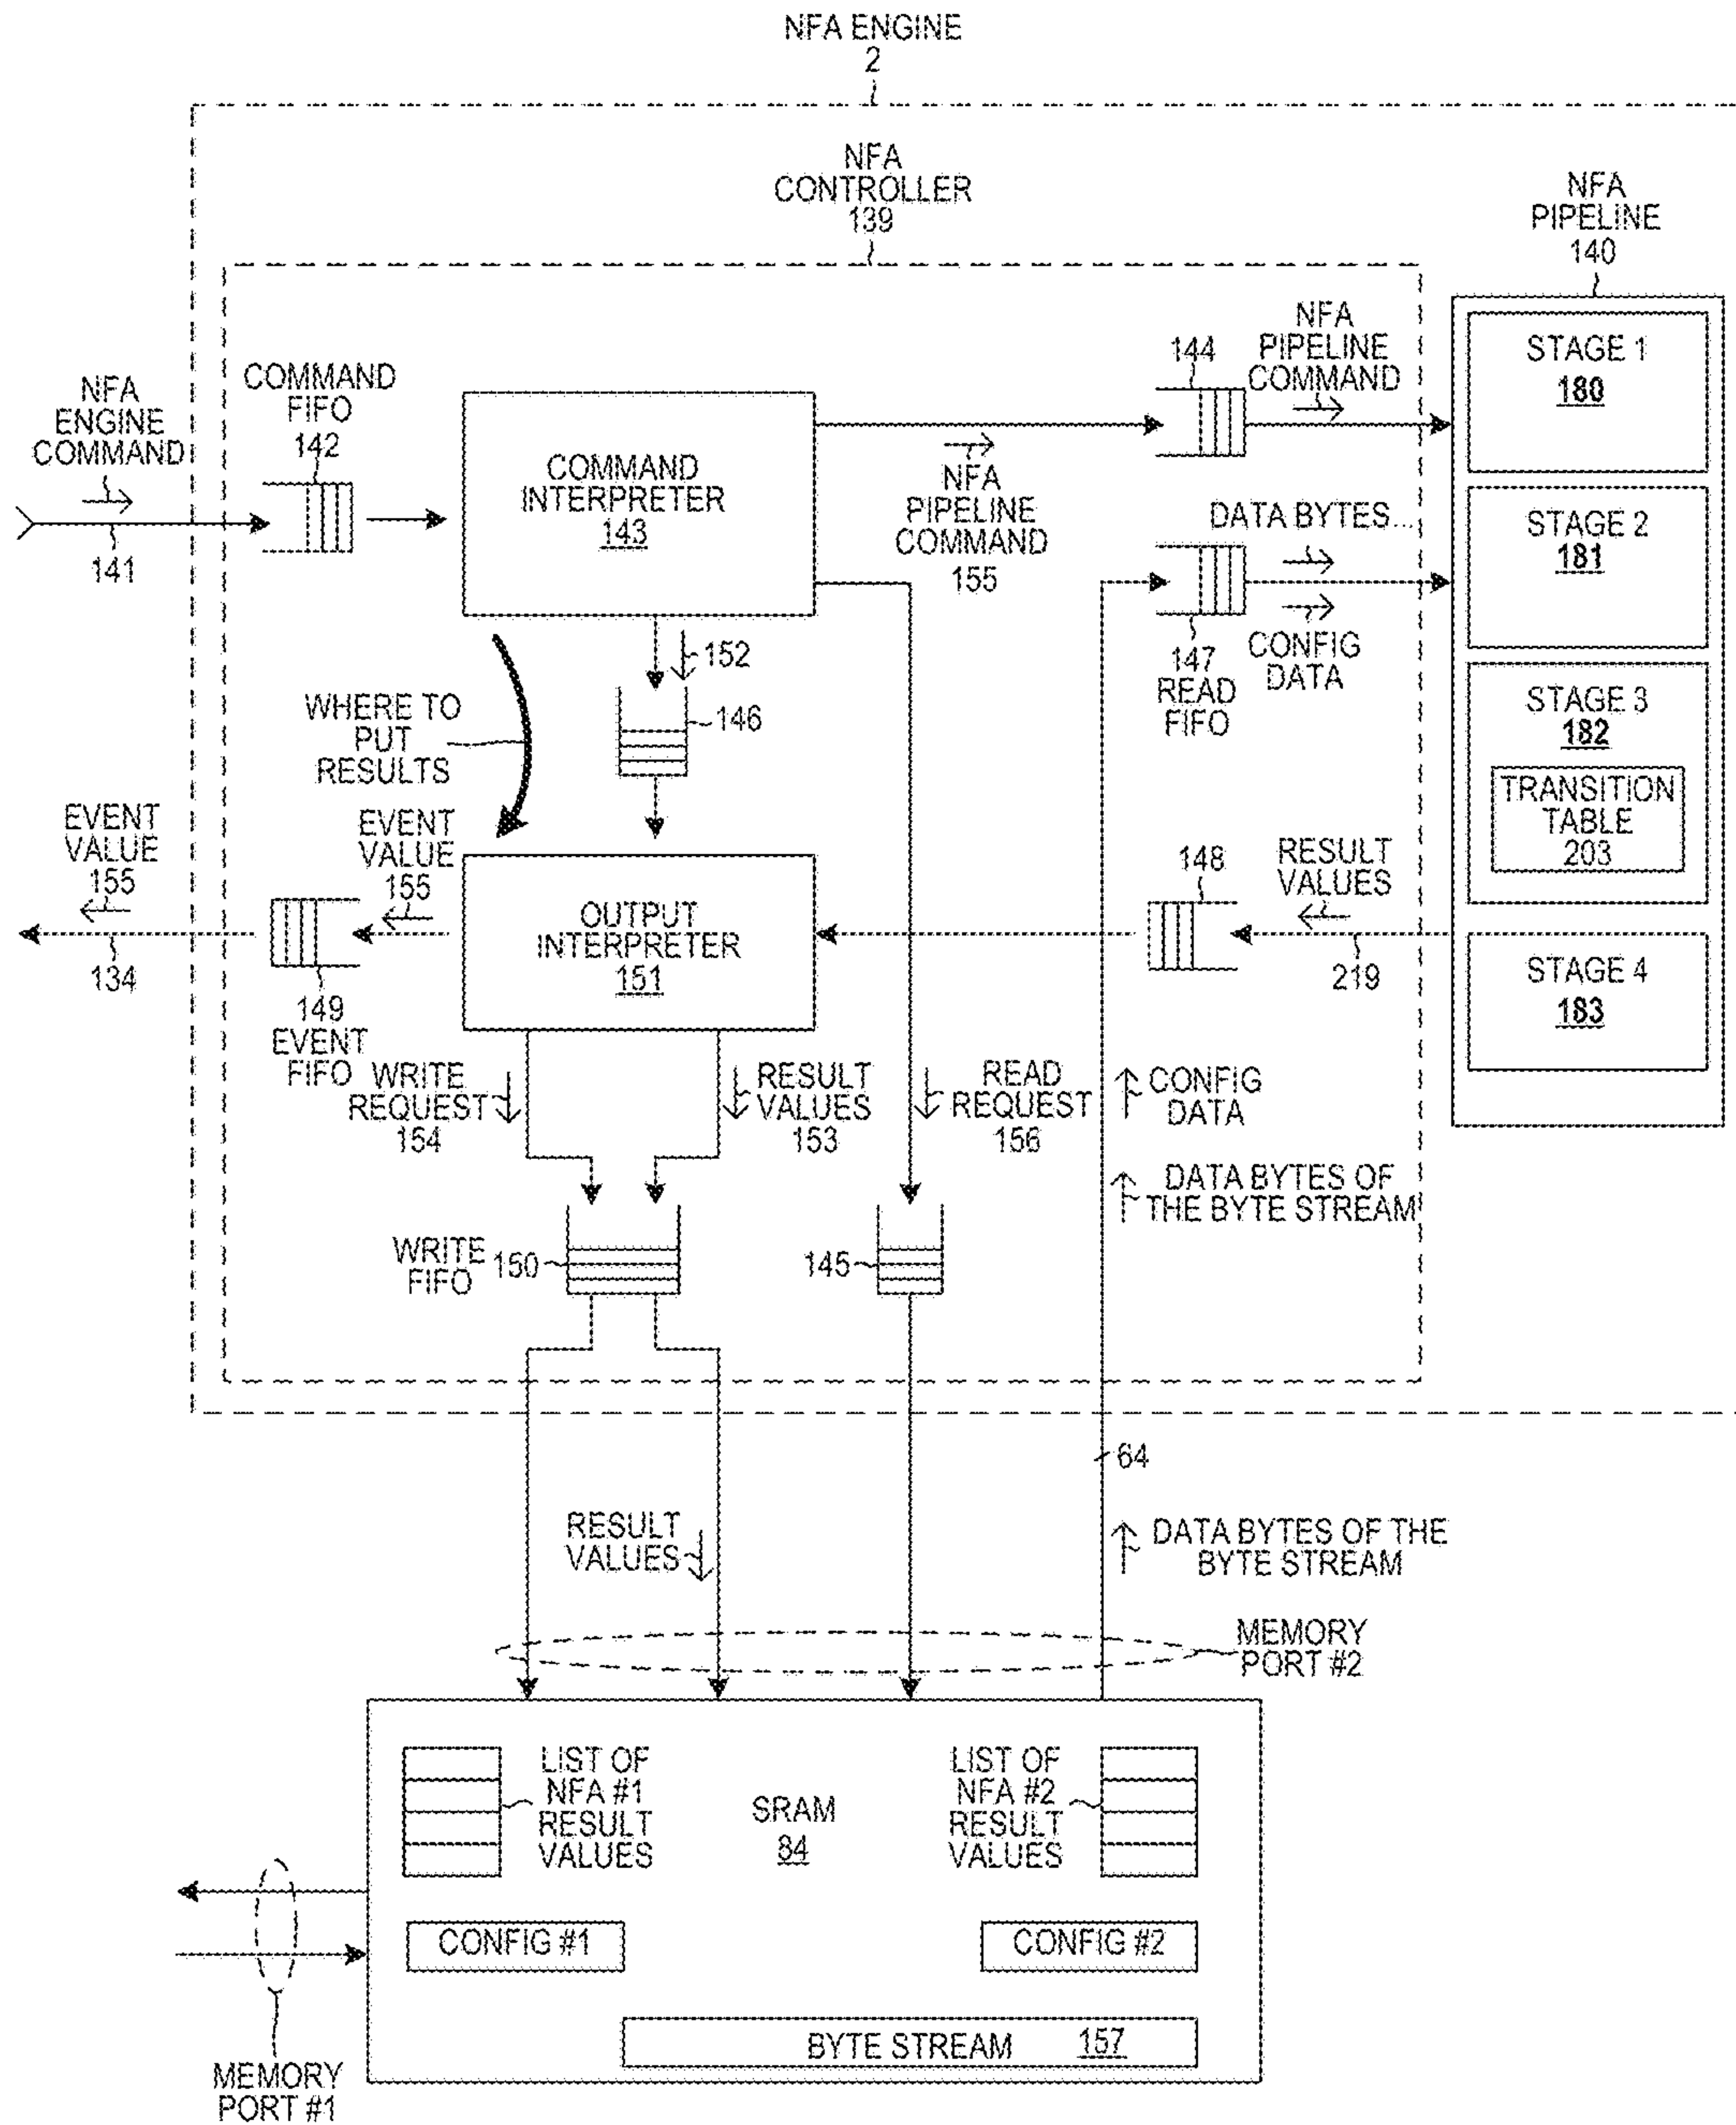 NFA ENGINE
2
NFA
CONTROLLER
139
NFA
PIPELINE
140
NFA
ENGINE
COMMAND
141
COMMAND
FIFO
142
COMMAND
INTERPRETER
143
NFA
PIPELINE
COMMAND
155
144
NFA
PIPELINE
COMMAND
DATA BYTES...
CONFIG
DATA
147
READ
FIFO
STAGE 1
180
STAGE 2
181
STAGE 3
182
TRANSITION
TABLE
203
STAGE 4
183
152
146
WHERE TO
PUT
RESULTS
EVENT
VALUE
155
134
EVENT
VALUE
155
149
EVENT
FIFO
OUTPUT
INTERPRETER
151
148
RESULT
VALUES
219
WRITE
REQUEST
154
RESULT
VALUES
153
READ
REQUEST
156
CONFIG
DATA
DATA BYTES OF
THE BYTE STREAM
WRITE
FIFO
150
145
64
RESULT
VALUES
DATA BYTES OF THE
BYTE STREAM
MEMORY
PORT #2
LIST OF
NFA #1
RESULT
VALUES
SRAM
84
LIST OF
NFA #2
RESULT
VALUES
CONFIG #1
CONFIG #2
BYTE STREAM 157
MEMORY
PORT #1